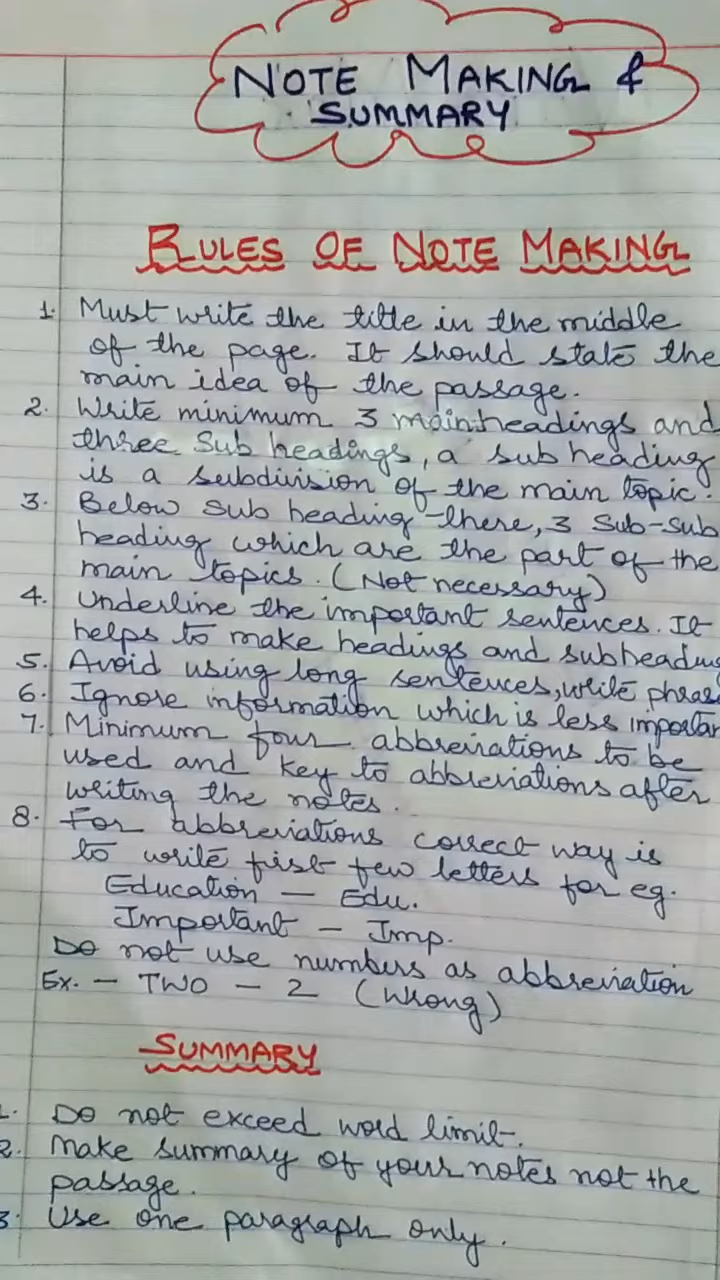 NOTE MAKING &
SUMMARY
RULES OF NOTE MAKING
1. Must write the title in the middle
of the page. It should state the
main idea of the passage.
2. Write minimum 3 main headings and
three Sub headings, a sub heading
is a subdivision of the main topic.
3. Below Sub heading there, 3 Sub-sub
heading which are the part of the
main topics. (Not necessary)
4. Underline the important sentences. It
helps to make headings and subheading
5. Avoid using long sentences, write phrase
6. Ignore information which is less importan
7. Minimum four abbreviations to be
used and key to abbreviations after
writing the notes.
8. For abbreviations correct way is
to write first few letters for eg.
Education — Edu.
Important — Imp.
Do not use numbers as abbreviation
Ex. — TWO — 2 (Wrong)
SUMMARY
1. Do not exceed word limit.
2. Make summary of your notes not the
passage.
3. Use one paragraph only.